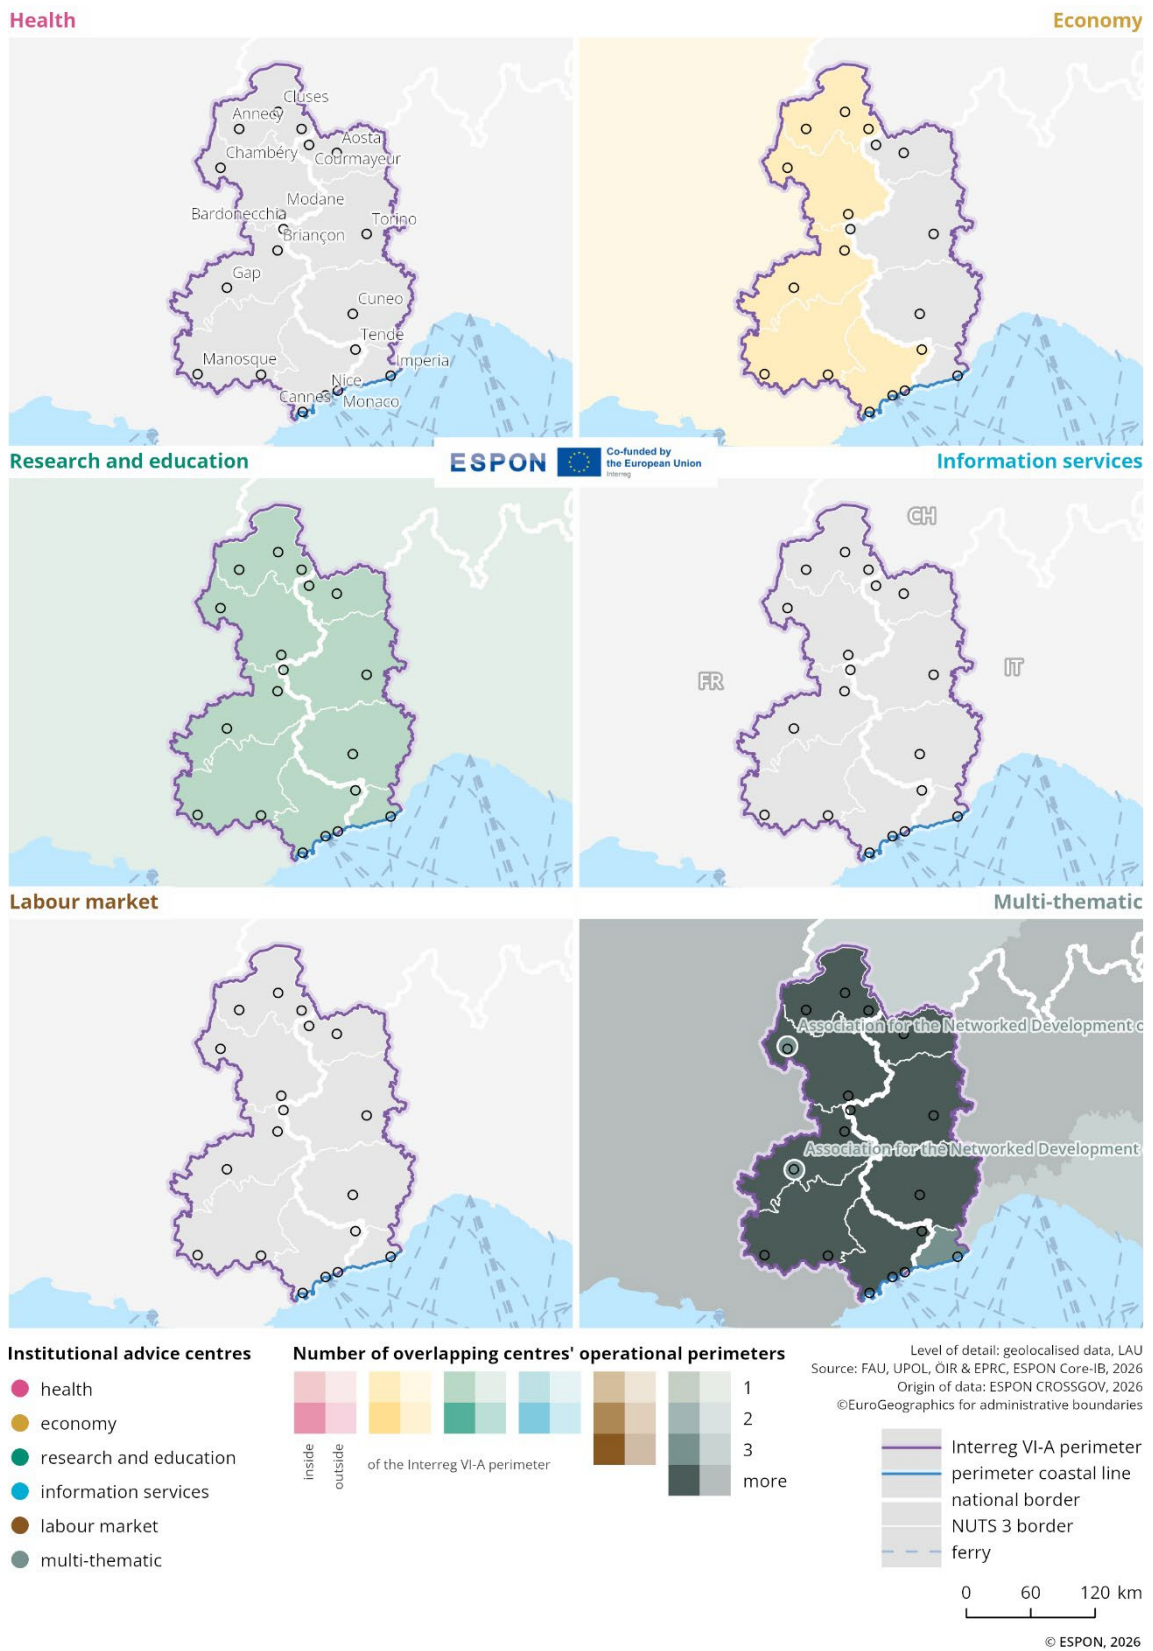 Health
Economy
Cluses
Annecy
Aosta
Chambéry
Courmayeur
Modane
Bardonecchia
Torino
Briançon
Gap
Cuneo
Tende
Manosque
Imperia
Nice
Cannes
Monaco
Research and education
ESPON
Co-funded by
the European Union
Interreg
Information services
CH
FR
IT
Labour market
Multi-thematic
Association for the Networked Development o
Association for the Networked Development
Institutional advice centres
health
economy
research and education
information services
labour market
multi-thematic
Number of overlapping centres' operational perimeters
1
2
3
more
inside
outside
of the Interreg VI-A perimeter
Level of detail: geolocalised data, LAU
Source: FAU, UPOL, ÖIR & EPRC, ESPON Core-IB, 2026
Origin of data: ESPON CROSSGOV, 2026
©EuroGeographics for administrative boundaries
Interreg VI-A perimeter
perimeter coastal line
national border
NUTS 3 border
ferry
0 60 120 km
© ESPON, 2026